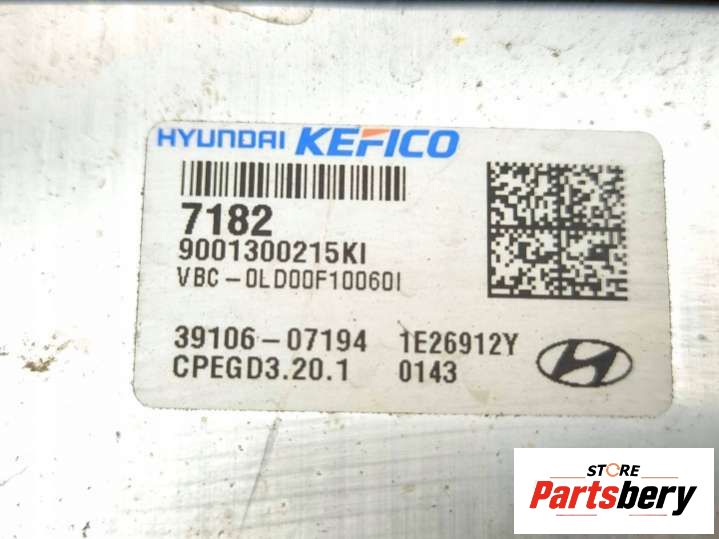 HYUNDAI KEFICO
7182
9001300215KI
VBC-0LD00F10060I
39106-07194 1E26912Y
CPEGD3.20.1 0143
STORE
Partsbery